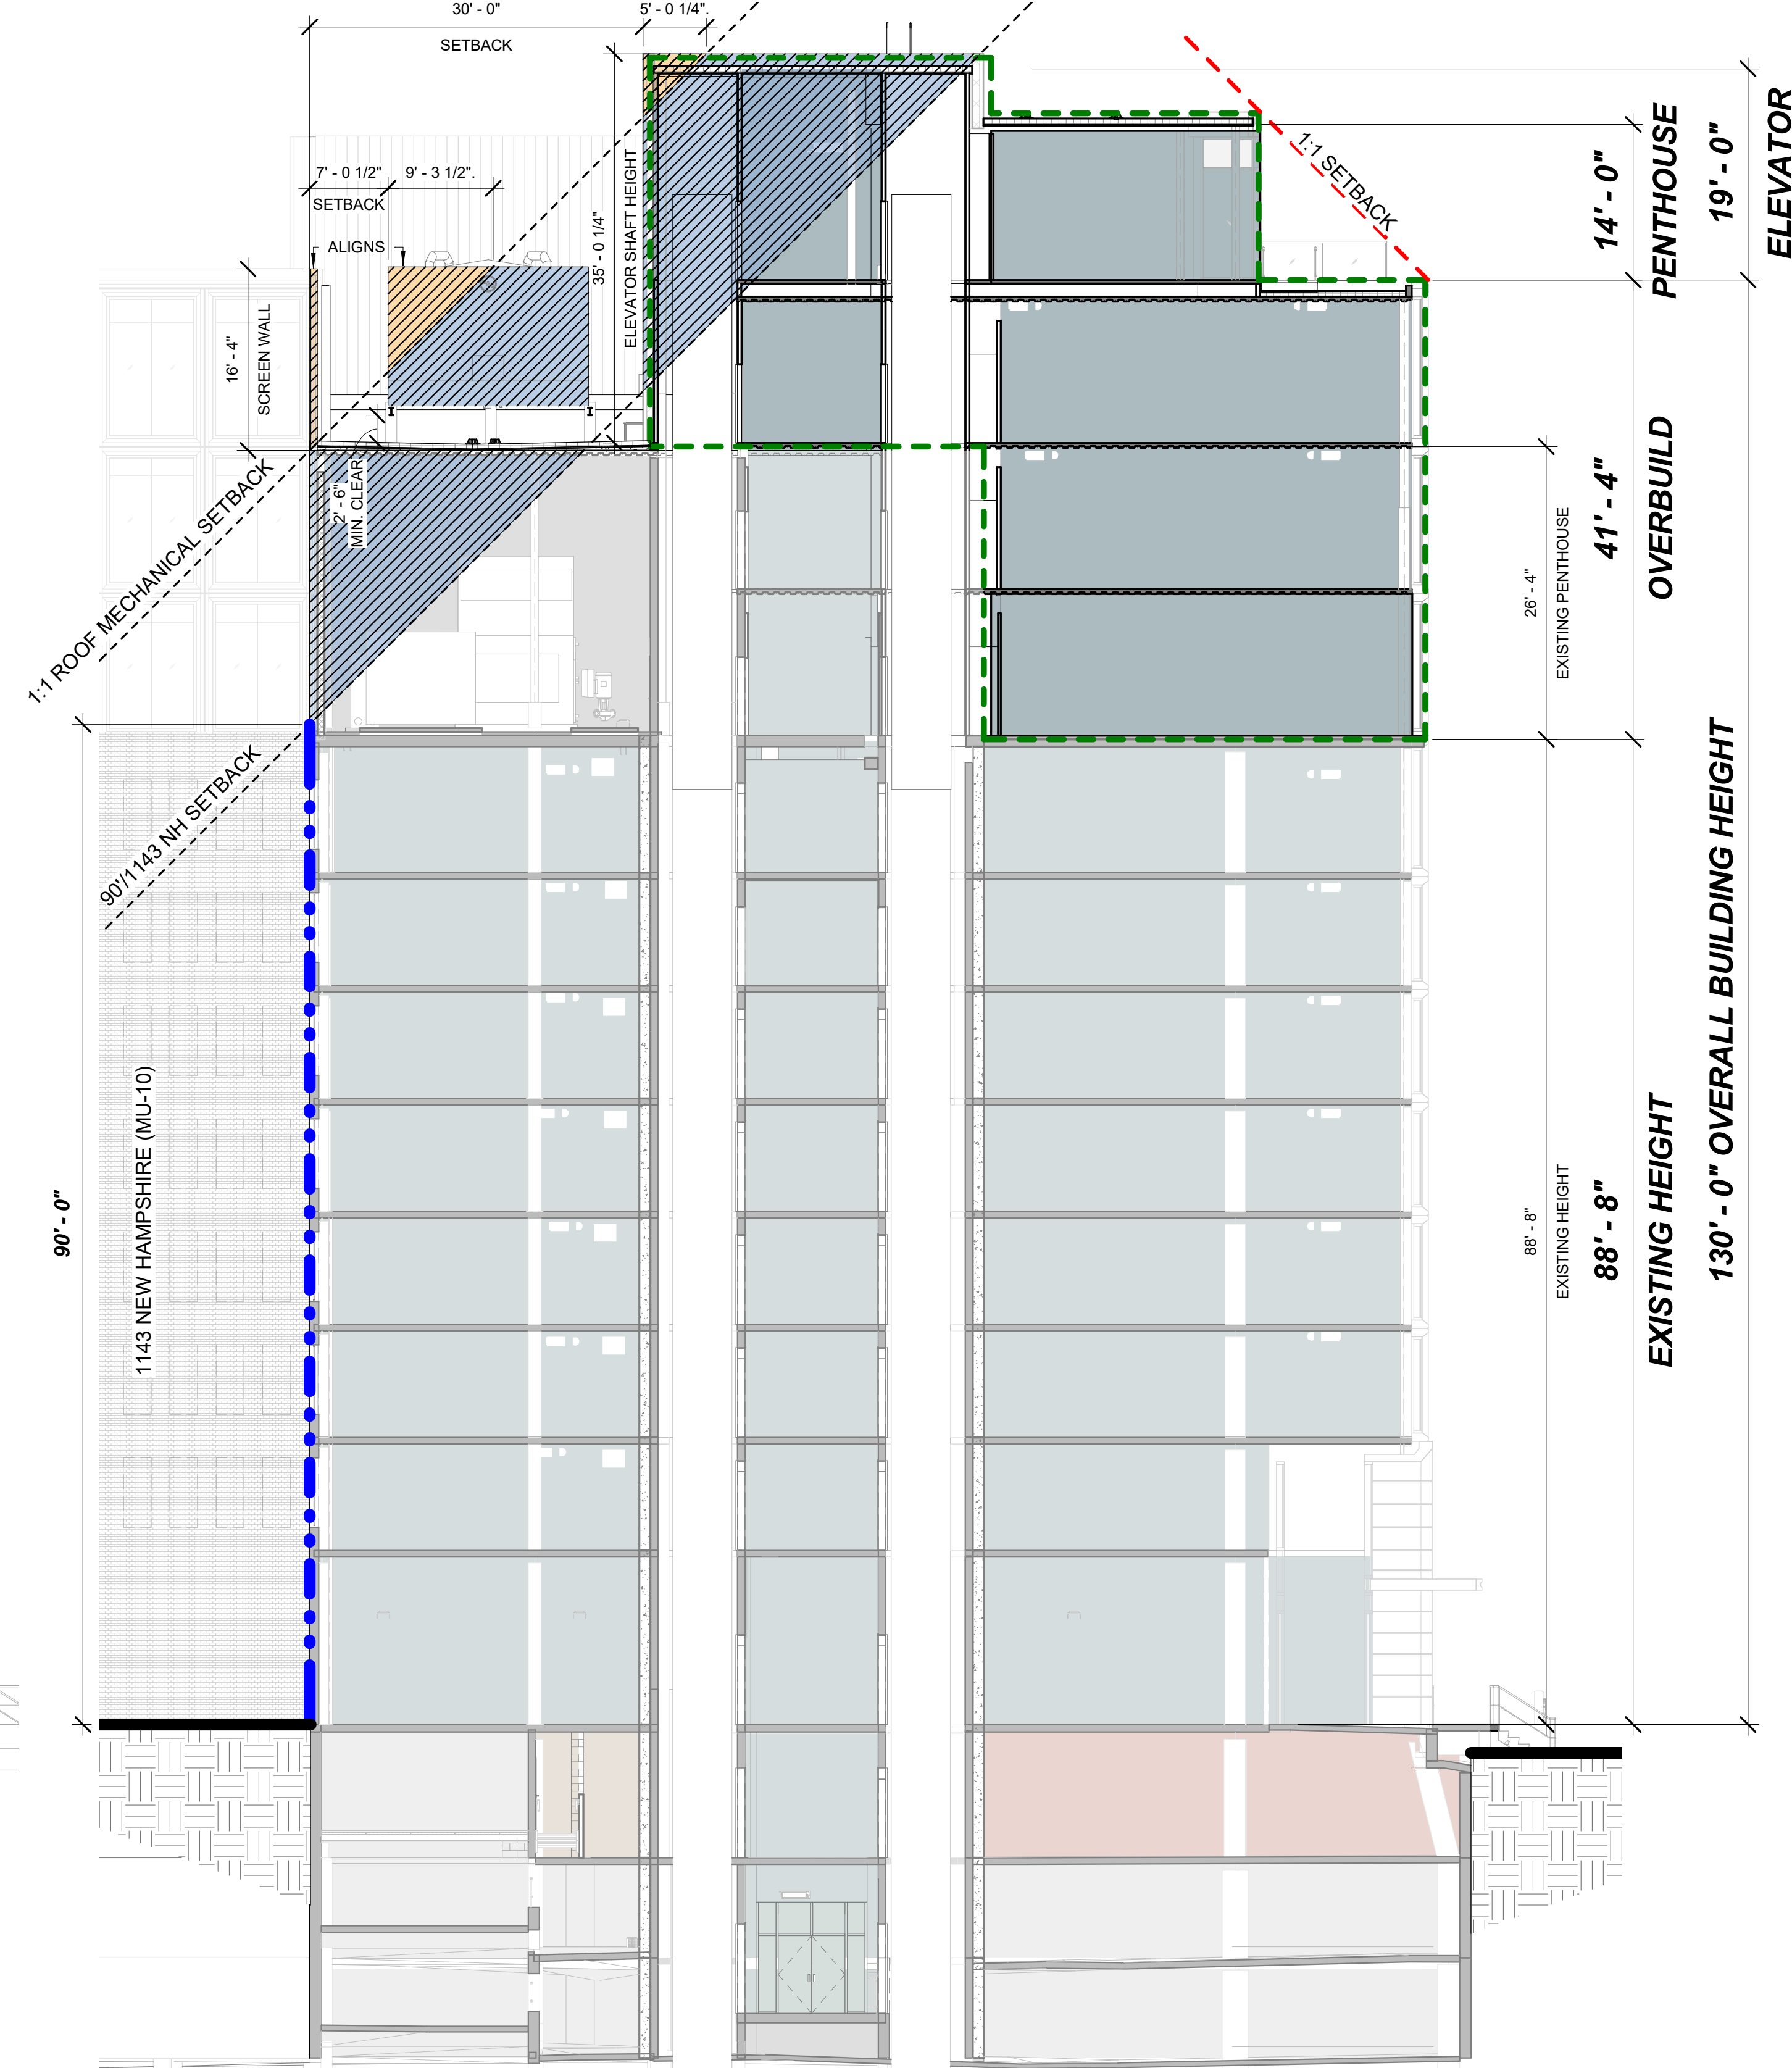 30' - 0"
5' - 0 1/4".
SETBACK
7' - 0 1/2"
9' - 3 1/2".
SETBACK
ALIGNS
35' - 0 1/4"
ELEVATOR SHAFT HEIGHT
16' - 4"
SCREEN WALL
2' - 6"
MIN. CLEAR
1:1 ROOF MECHANICAL SETBACK
90'/1143 NH SETBACK
1:1 SETBACK
14' - 0"
PENTHOUSE
19' - 0"
ELEVATOR
26' - 4"
EXISTING PENTHOUSE
41' - 4"
OVERBUILD
90' - 0"
1143 NEW HAMPSHIRE (MU-10)
88' - 8"
EXISTING HEIGHT
88' - 8"
EXISTING HEIGHT
130' - 0" OVERALL BUILDING HEIGHT